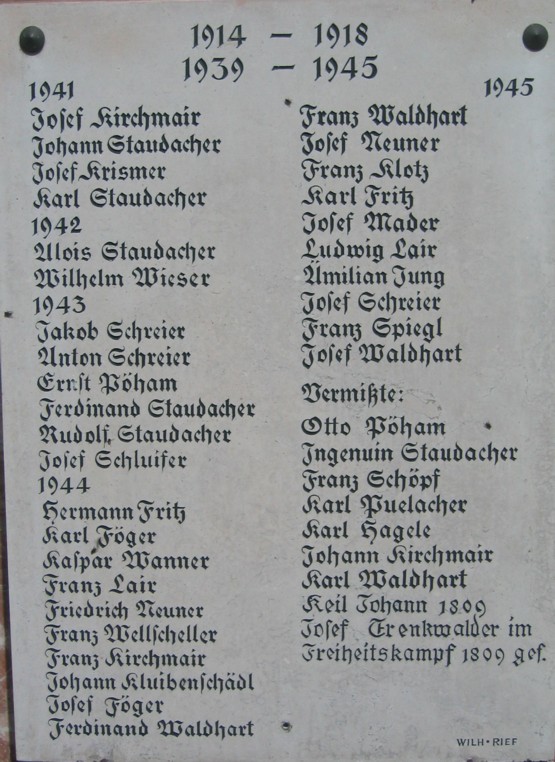 1914 – 1918
1939 – 1945
1941
Josef Kirchmair
Johann Staudacher
Josef Krismer
Karl Staudacher
1942
Alois Staudacher
Wilhelm Wieser
1943
Jakob Schreier
Anton Schreier
Ernst Pöham
Ferdinand Staudacher
Rudolf Staudacher
Josef Schluifer
1944
Hermann Fritz
Karl Föger
Kaspar Wanner
Franz Lair
Friedrich Neuner
Franz Wellscheller
Franz Kirchmair
Johann Kluibenschädl
Josef Föger
Ferdinand Waldhart
1945
Franz Waldhart
Josef Neuner
Franz Klotz
Karl Fritz
Josef Mader
Ludwig Lair
Ämilian Jung
Josef Schreier
Franz Spiegl
Josef Waldhart
Vermißte:
Otto Pöham
Ingenuin Staudacher
Franz Schöpf
Karl Puelacher
Karl Hagele
Johann Kirchmair
Karl Waldhart
Keil Johann 1809
Josef Trenkwalder im
Freiheitskampf 1809 gef.
WILH·RIEF